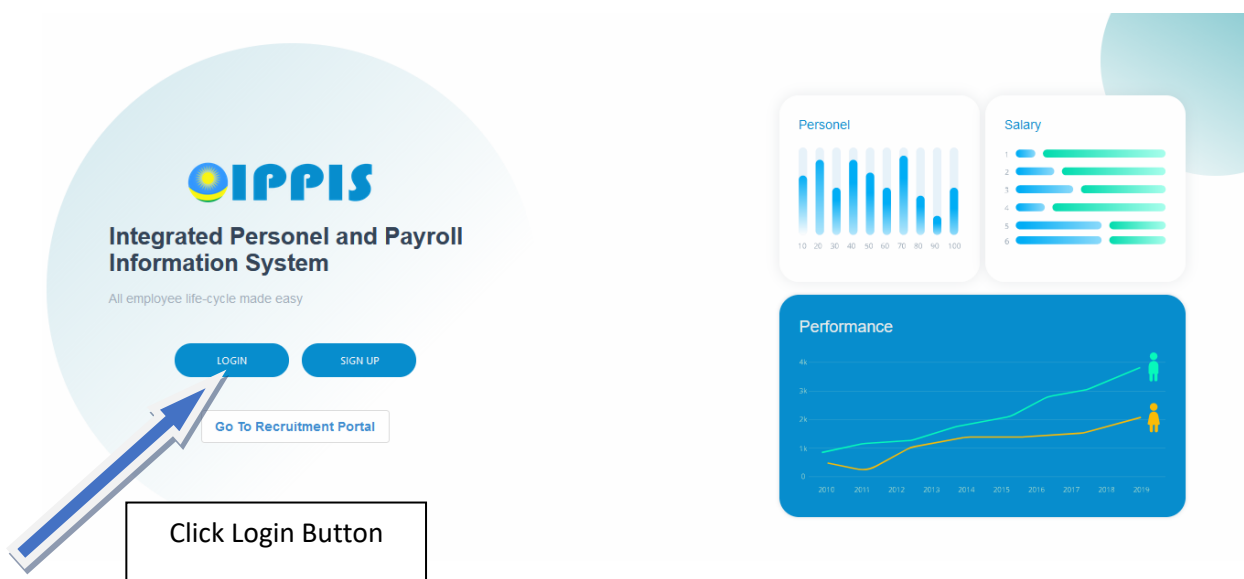 IPPIS
Integrated Personel and Payroll
Information System
All employee life-cycle made easy
LOGIN
SIGN UP
Go To Recruitment Portal
Click Login Button
Personel
10 20 30 40 50 60 70 80 90 100
Salary
1
2
3
4
5
6
Performance
4k
3k
2k
1k
0
2010 2011 2012 2013 2014 2015 2016 2017 2018 2019